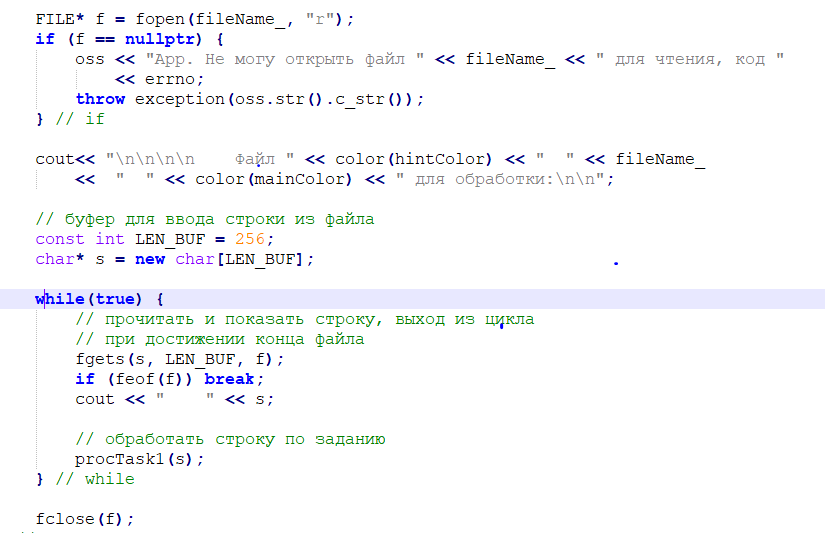 FILE* f = fopen(fileName_, "r");
if (f == nullptr) {
oss << "App. Не могу открыть файл " << fileName_ << " для чтения, код "
<< errno;
throw exception(oss.str().c_str());
} // if
cout<< "\n\n\n\n    Файл " << color(hintColor) << "  " << fileName_
<<  "  " << color(mainColor) << " для обработки:\n\n";
// буфер для ввода строки из файла
const int LEN_BUF = 256;
char* s = new char[LEN_BUF];
while(true) {
// прочитать и показать строку, выход из цикла
// при достижении конца файла
fgets(s, LEN_BUF, f);
if (feof(f)) break;
cout << "    " << s;
// обработать строку по заданию
procTask1(s);
} // while
fclose(f);